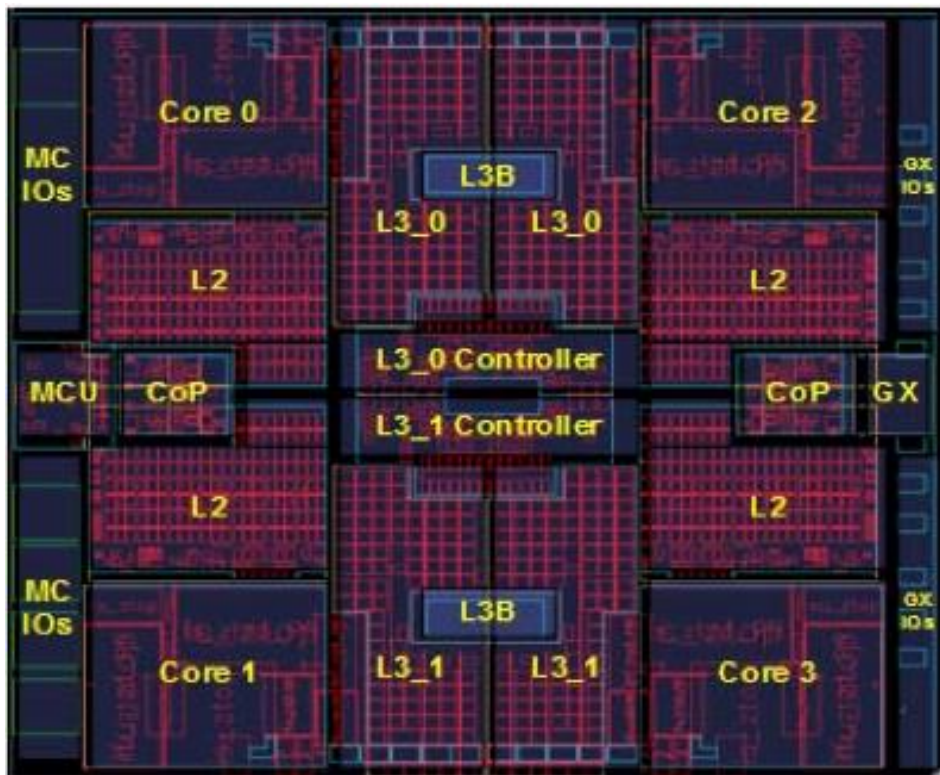 Core 0
Core 2
MC
IOs
GX
IOs
L3B
L3_0
L3_0
L2
L2
L3_0 Controller
MCU
CoP
CoP
GX
L3_1 Controller
L2
L2
MC
IOs
GX
IOs
L3B
L3_1
L3_1
Core 1
Core 3